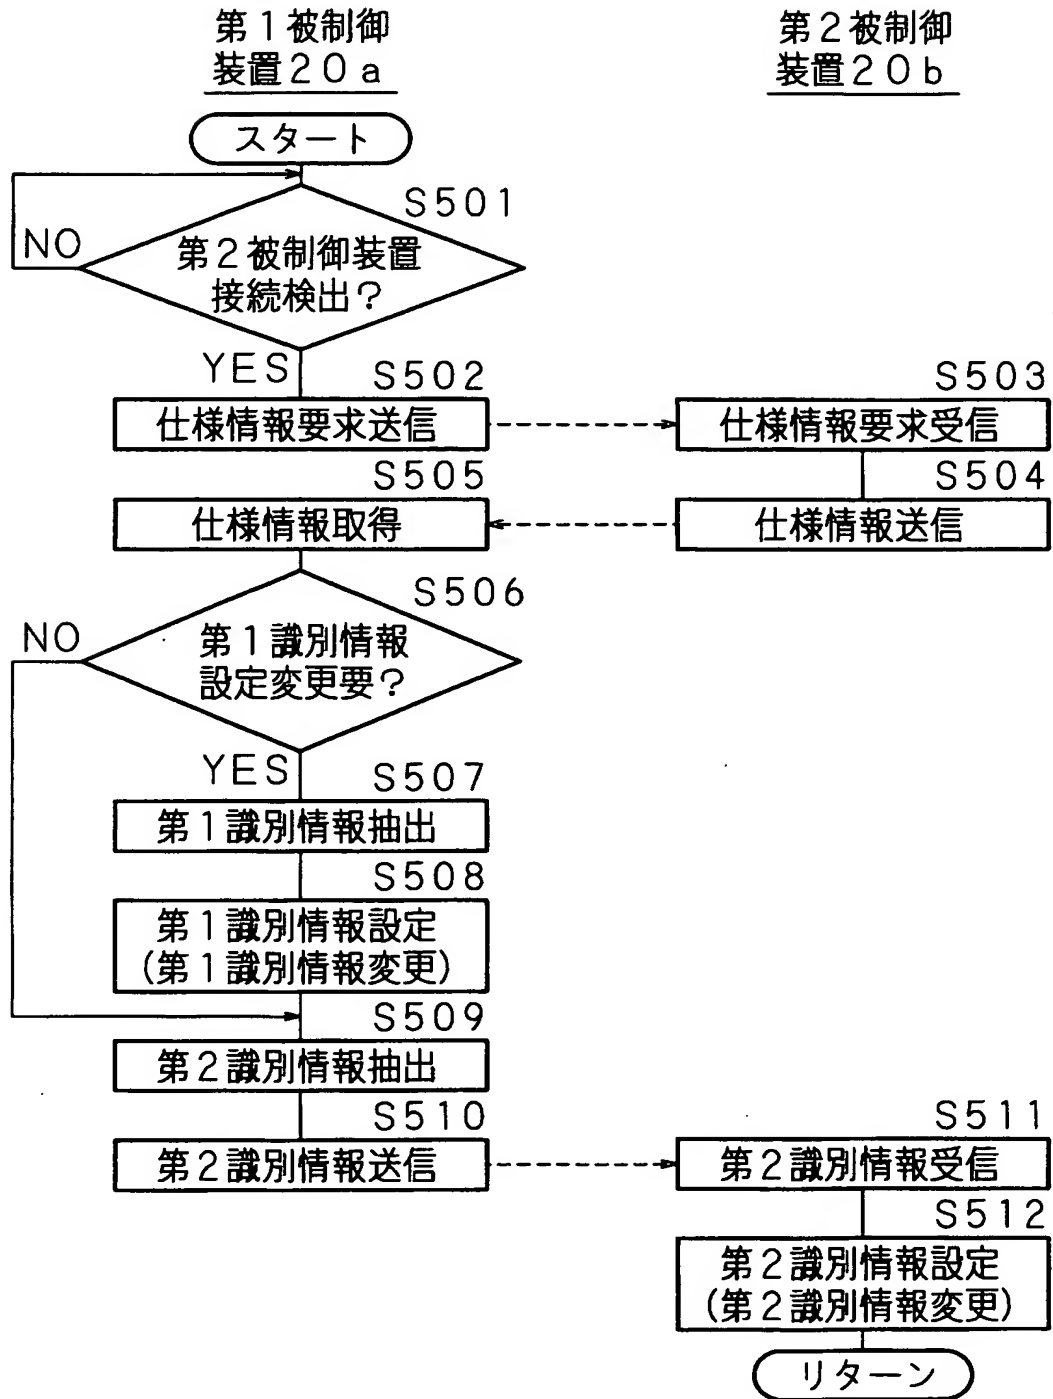 第1被制御
装置20a
第2被制御
装置20b
スタート
S501
NO
第2被制御装置
接続検出?
YES
S502
仕様情報要求送信
S503
仕様情報要求受信
S504
仕様情報送信
S505
仕様情報取得
S506
NO
第1識別情報
設定変更要?
YES
S507
第1識別情報抽出
S508
第1識別情報設定
(第1識別情報変更)
S509
第2識別情報抽出
S510
第2識別情報送信
S511
第2識別情報受信
S512
第2識別情報設定
(第2識別情報変更)
リターン